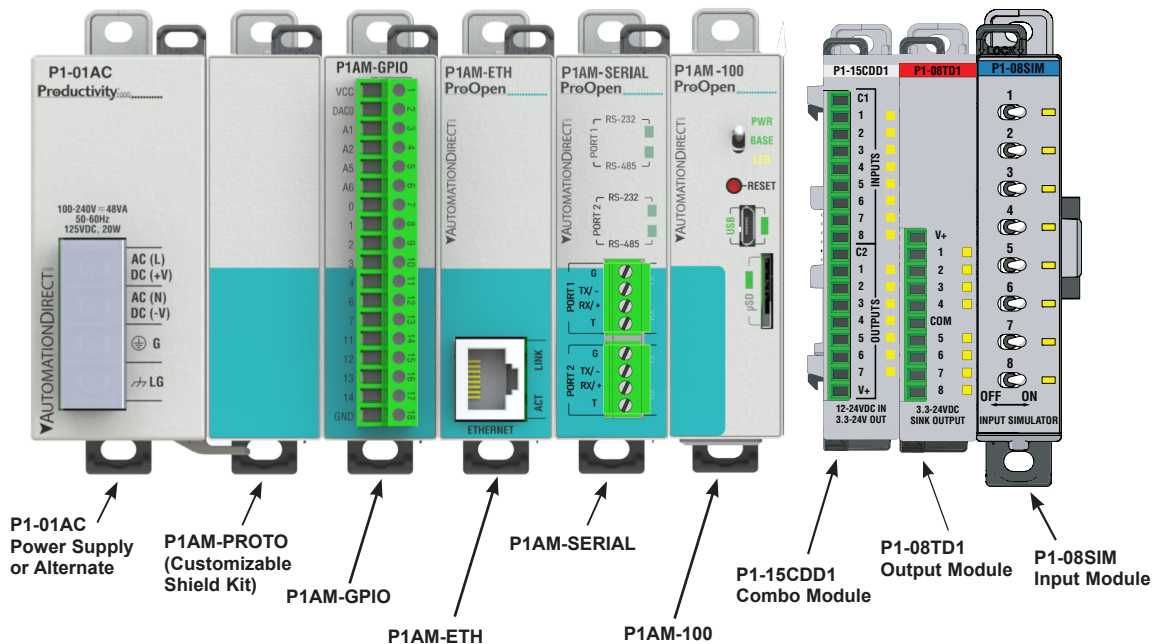 P1-01AC
Productivity1000
100-240V ≂ 48VA
50-60Hz
125VDC, 20W
AC (L)
DC (+V)
AC (N)
DC (-V)
G
LG
AUTOMATIONDIRECT
P1AM-GPIO
VCC 1
DAC0 2
A1 3
A2 4
A5 5
A6 6
0 7
1 8
2 9
3 10
4 11
6 12
7 13
11 14
12 15
13 16
14 17
GND 18
P1AM-ETH
ProOpen
AUTOMATIONDIRECT
LINK
ACT
ETHERNET
P1AM-SERIAL
ProOpen
AUTOMATIONDIRECT
RS-232
PORT 1
RS-485
RS-232
PORT 2
RS-485
PORT 1
G
TX/-
RX/+
T
PORT 2
G
TX/-
RX/+
T
P1AM-100
ProOpen
PWR
BASE
LED
RESET
USB
µSD
P1-15CDD1
C1
1
2
3
4
5
6
7
8
INPUTS
C2
1
2
3
4
5
6
7
V+
OUTPUTS
12-24VDC IN
3.3-24V OUT
P1-08TD1
V+
1
2
3
4
COM
5
6
7
8
3.3-24VDC
SINK OUTPUT
LOCK
P1-08SIM
1
2
3
4
5
6
7
8
OFF ON
INPUT SIMULATOR
P1-01AC
Power Supply
or Alternate
P1AM-PROTO
(Customizable
Shield Kit)
P1AM-GPIO
P1AM-ETH
P1AM-SERIAL
P1AM-100
P1-15CDD1
Combo Module
P1-08TD1
Output Module
P1-08SIM
Input Module